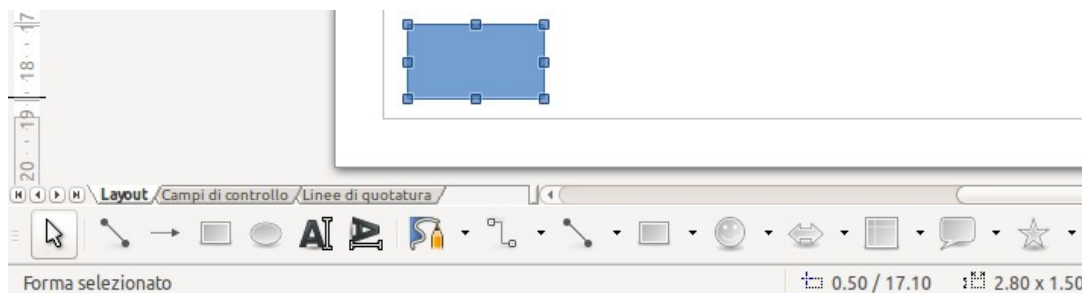 17
18
19
20
Layout Campi di controllo Linee di quotatura
Forma selezionato 0.50 / 17.10 2.80 x 1.50